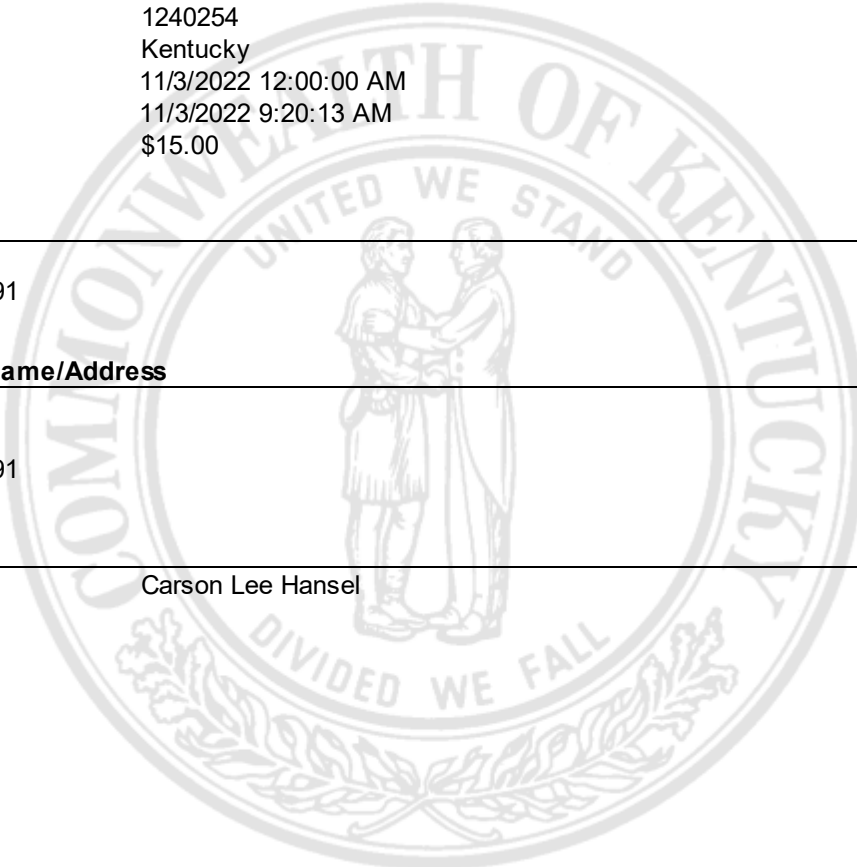 1240254
Kentucky
11/3/2022 12:00:00 AM
11/3/2022 9:20:13 AM
$15.00
COMMONWEALTH OF KENTUCKY
UNITED WE STAND
91
ame/Address
91
Carson Lee Hansel
DIVIDED WE FALL